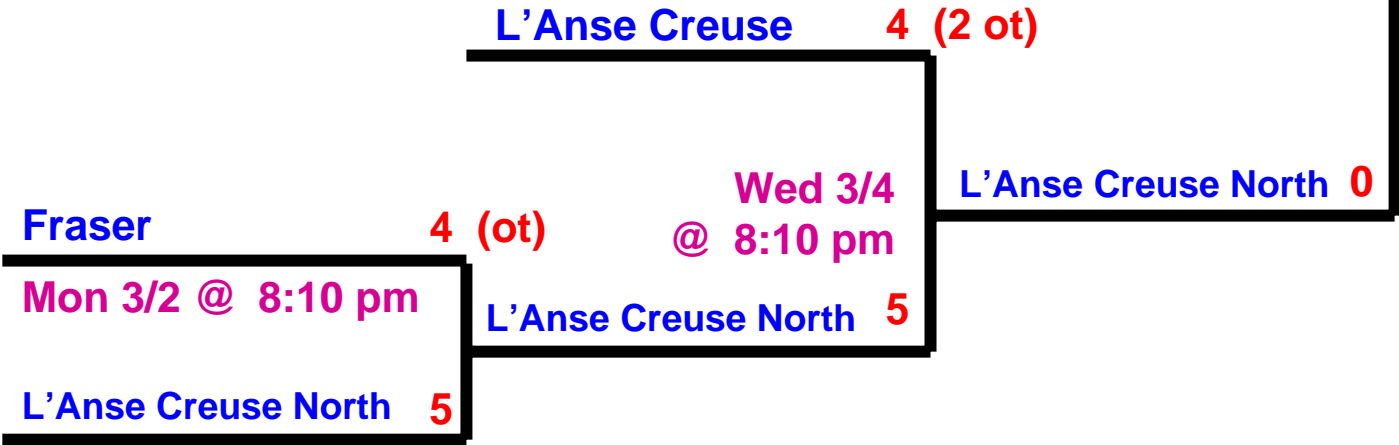 L’Anse Creuse 4 (2 ot)
Wed 3/4
@ 8:10 pm
L’Anse Creuse North 0
Fraser 4 (ot)
Mon 3/2 @ 8:10 pm
L’Anse Creuse North 5
L’Anse Creuse North 5